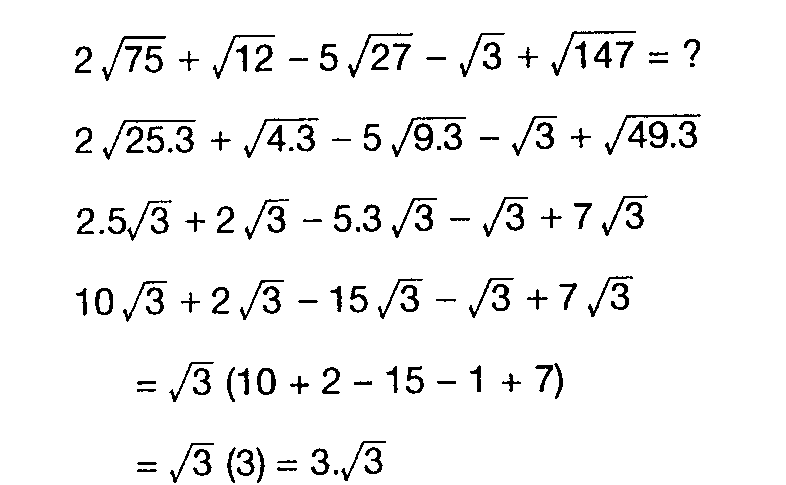 2√75 + √12 – 5√27 – √3 + √147 = ?
2√25.3 + √4.3 – 5√9.3 – √3 + √49.3
2.5√3 + 2√3 – 5.3√3 – √3 + 7√3
10√3 + 2√3 – 15√3 – √3 + 7√3
= √3 (10 + 2 – 15 – 1 + 7)
= √3 (3) = 3.√3